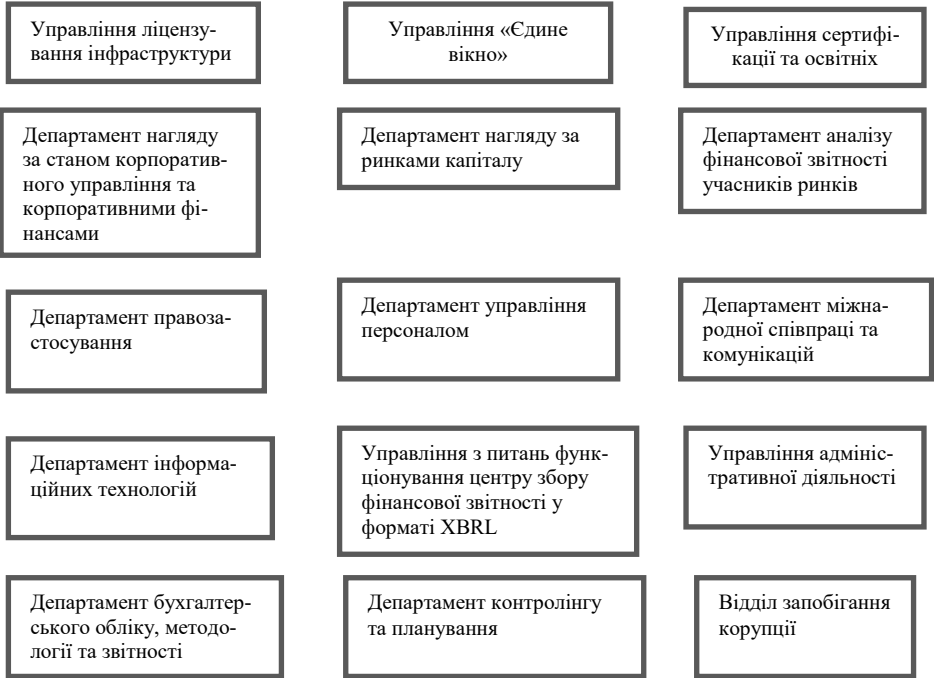 Управління ліцензу-
вання інфраструктури
Управління «Єдине
вікно»
Управління сертифі-
кації та освітніх
Департамент нагляду
за станом корпоратив-
ного управління та
корпоративними фі-
нансами
Департамент нагляду за
ринками капіталу
Департамент аналізу
фінансової звітності
учасників ринків
Департамент правоза-
стосування
Департамент управління
персоналом
Департамент міжна-
родної співпраці та
комунікацій
Департамент інформа-
ційних технологій
Управління з питань функ-
ціонування центру збору
фінансової звітності у
форматі XBRL
Управління адмініс-
тративної діяльності
Департамент бухгалтер-
ського обліку, методо-
логії та звітності
Департамент контролінгу
та планування
Відділ запобігання
корупції